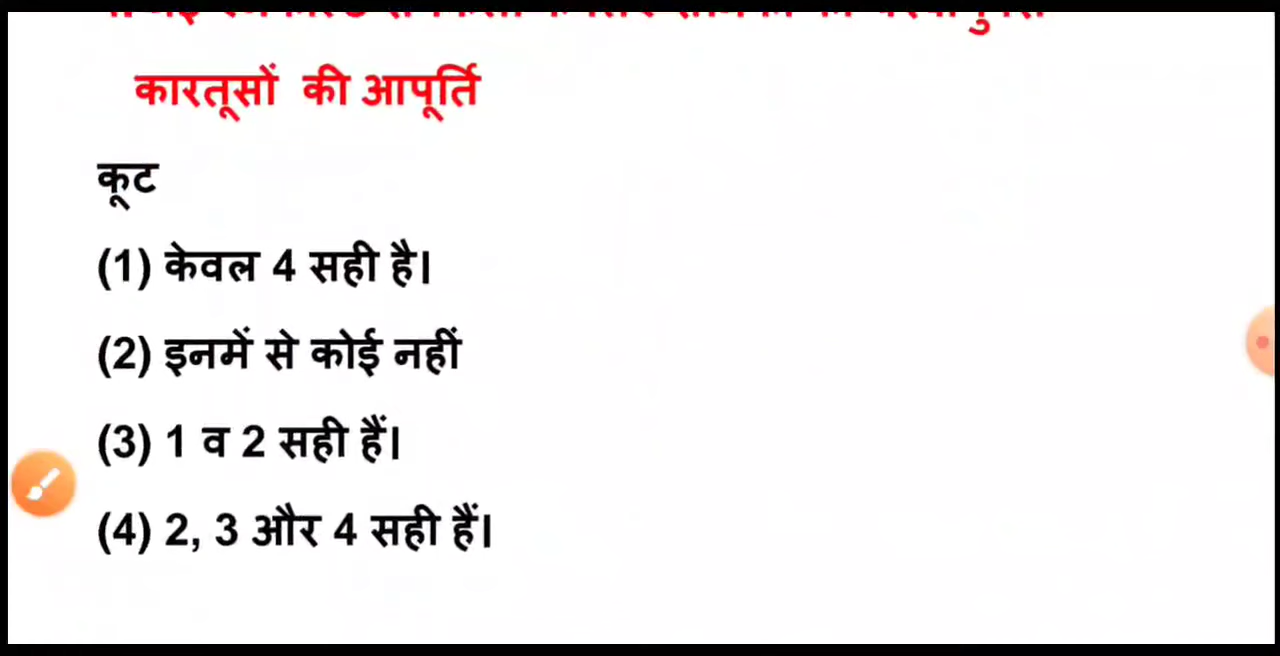 कारतूसों की आपूर्ति
कूट
(1) केवल 4 सही है।
(2) इनमें से कोई नहीं
(3) 1 व 2 सही हैं।
(4) 2, 3 और 4 सही हैं।